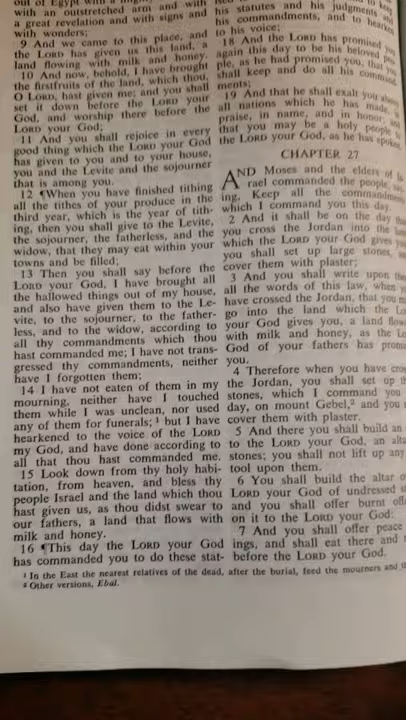 out of Egypt with a
with an outstretched arm and with
a great revelation and with signs and
with wonders;
9 And we came to this place, and
the LORD has given us this land, a
land flowing with milk and honey.
10 And now, behold, I have brought
the firstfruits of the land, which thou,
O LORD, hast given me; and you shall
set it down before the LORD your
God, and worship there before the
LORD your God;
11 And you shall rejoice in every
good thing which the LORD your God
has given to you and to your house,
you and the Levite and the sojourner
that is among you.
12 ¶When you have finished tithing
all the tithes of your produce in the
third year, which is the year of tith-
ing, then you shall give to the Levite,
the sojourner, the fatherless, and the
widow, that they may eat within your
towns and be filled;
13 Then you shall say before the
LORD your God, I have brought all
the hallowed things out of my house,
and also have given them to the Le-
vite, to the sojourner, to the father-
less, and to the widow, according to
all thy commandments which thou
hast commanded me; I have not trans-
gressed thy commandments, neither
have I forgotten them;
14 I have not eaten of them in my
mourning, neither have I touched
them while I was unclean, nor used
any of them for funerals; ¹ but I have
hearkened to the voice of the LORD
my God, and have done according to
all that thou hast commanded me.
15 Look down from thy holy habi-
tation, from heaven, and bless thy
people Israel and the land which thou
hast given us, as thou didst swear to
our fathers, a land that flows with
milk and honey.
16 ¶This day the LORD your God
has commanded you to do these stat-
his statutes and his judgments and
his commandments, and to hearken
to his voice;
18 And the LORD has promised you
again this day to be his beloved
ple, as he had promised you, that you
shall keep and do all his
ments;
19 And that he shall exalt you above
all nations which he has made, in
praise, in name, and in honor, and
that you may be a holy people to
the LORD your God, as he has spoken.
CHAPTER 27
AND Moses and the elders of Is-
rael commanded the people,
ing, Keep all the commandments
which I command you this day.
2 And it shall be on the day
you cross the Jordan into the land
which the LORD your God gives you,
you shall set up large stones,
cover them with plaster;
3 And you shall write upon them
all the words of this law, when you
have crossed the Jordan, that you may
go into the land which the LORD
your God gives you, a land flowing
with milk and honey, as the LORD
God of your fathers has promised
you.
4 Therefore when you have crossed
the Jordan, you shall set up
stones, which I command you
day, on mount Gebel,² and you
cover them with plaster.
5 And there you shall build an
to the LORD your God, an altar
stones; you shall not lift up any
tool upon them.
6 You shall build the altar of
LORD your God of undressed
and you shall offer burnt
on it to the LORD your God:
7 And you shall offer peace
ings, and shall eat there and
before the LORD your God.
¹ In the East the nearest relatives of the dead, after the burial, feed the mourners and
² Other versions, Ebal.